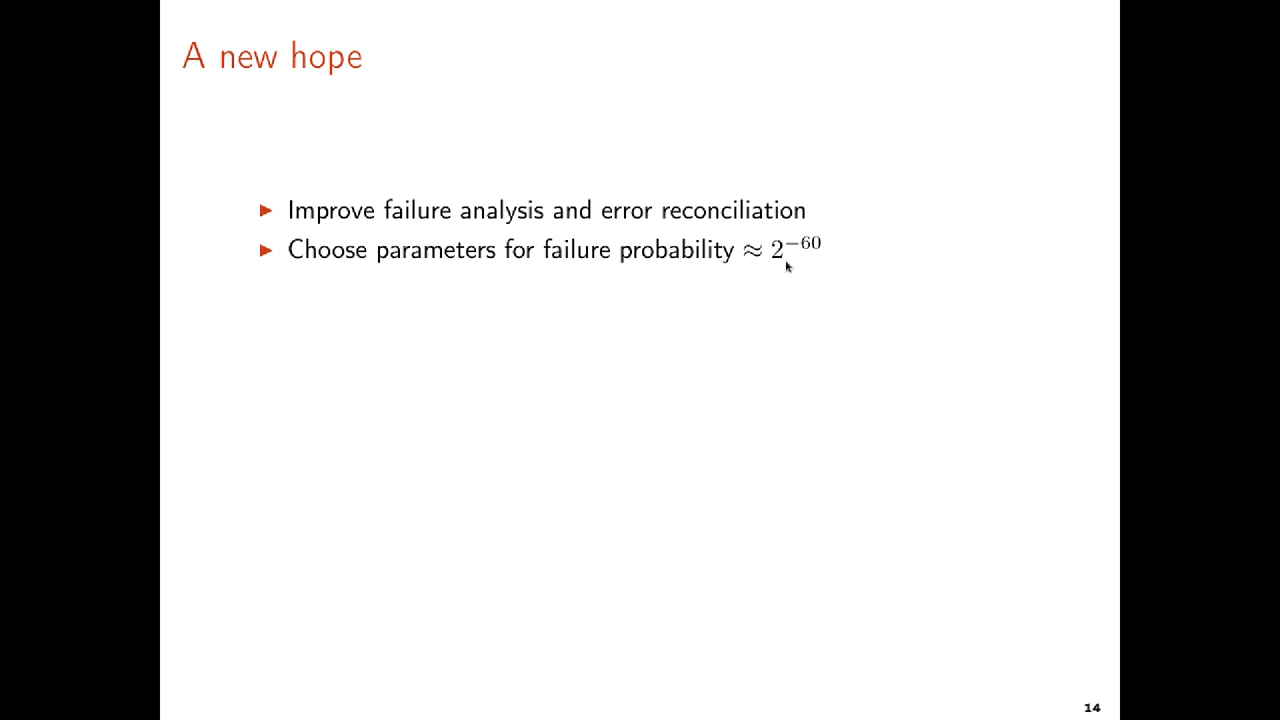 A new hope
▶ Improve failure analysis and error reconciliation
▶ Choose parameters for failure probability ≈ 2⁻⁶⁰
14